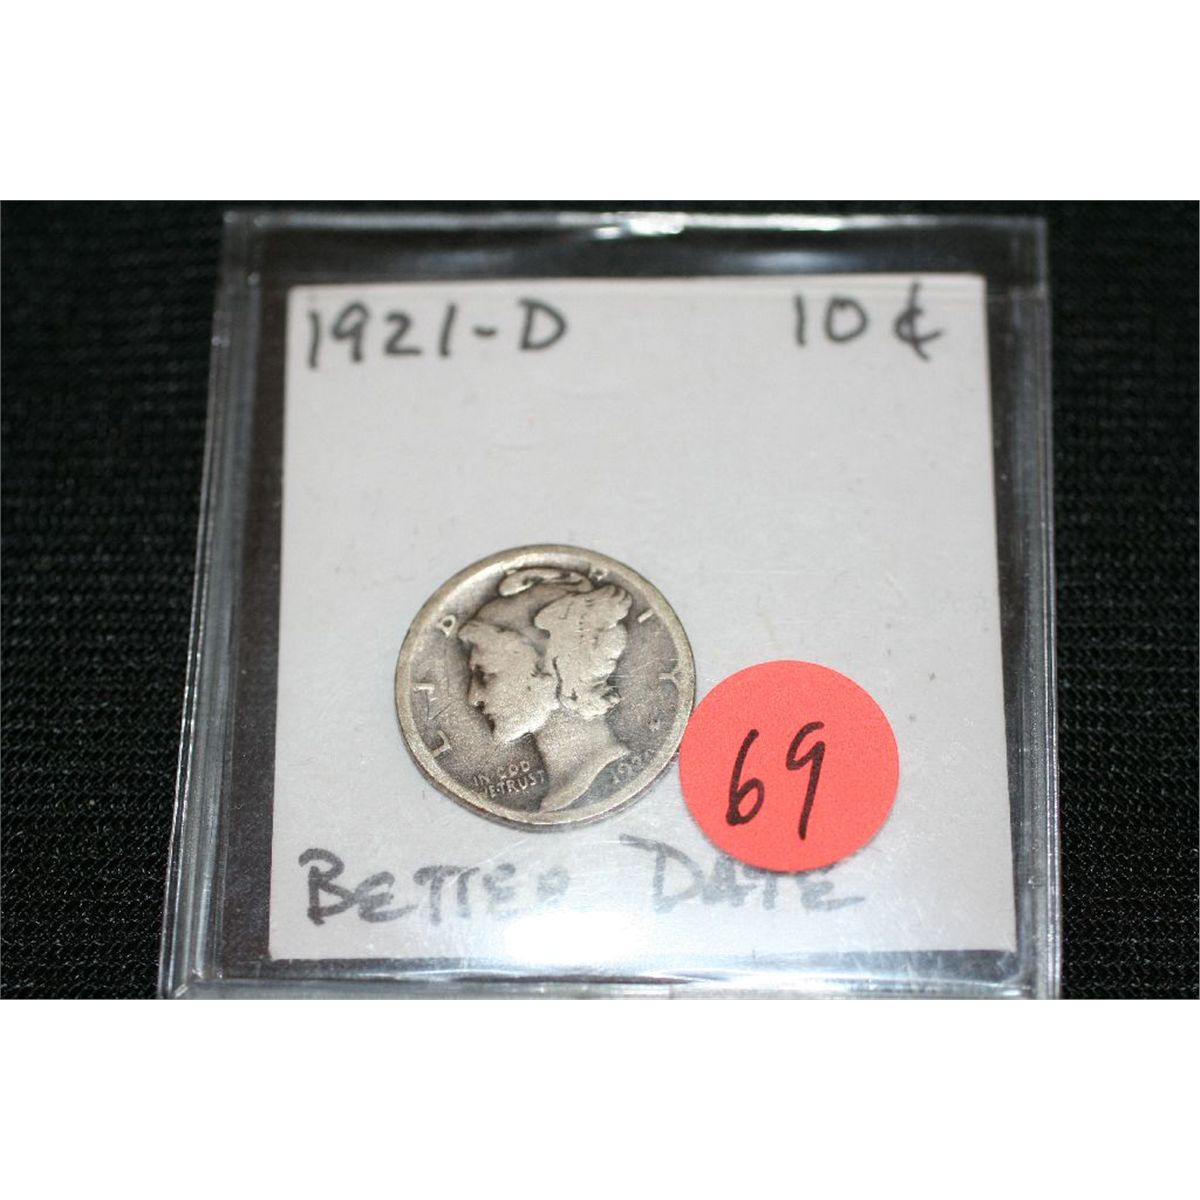 1921-D 10¢
LIBERTY
IN GOD
WE TRUST
69
BETTER DATE